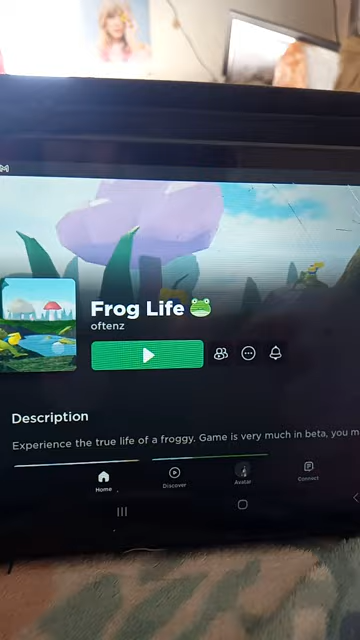 Frog Life 🐸
oftenz
Description
Experience the true life of a froggy. Game is very much in beta, you m
Home
Discover
Avatar
Connect